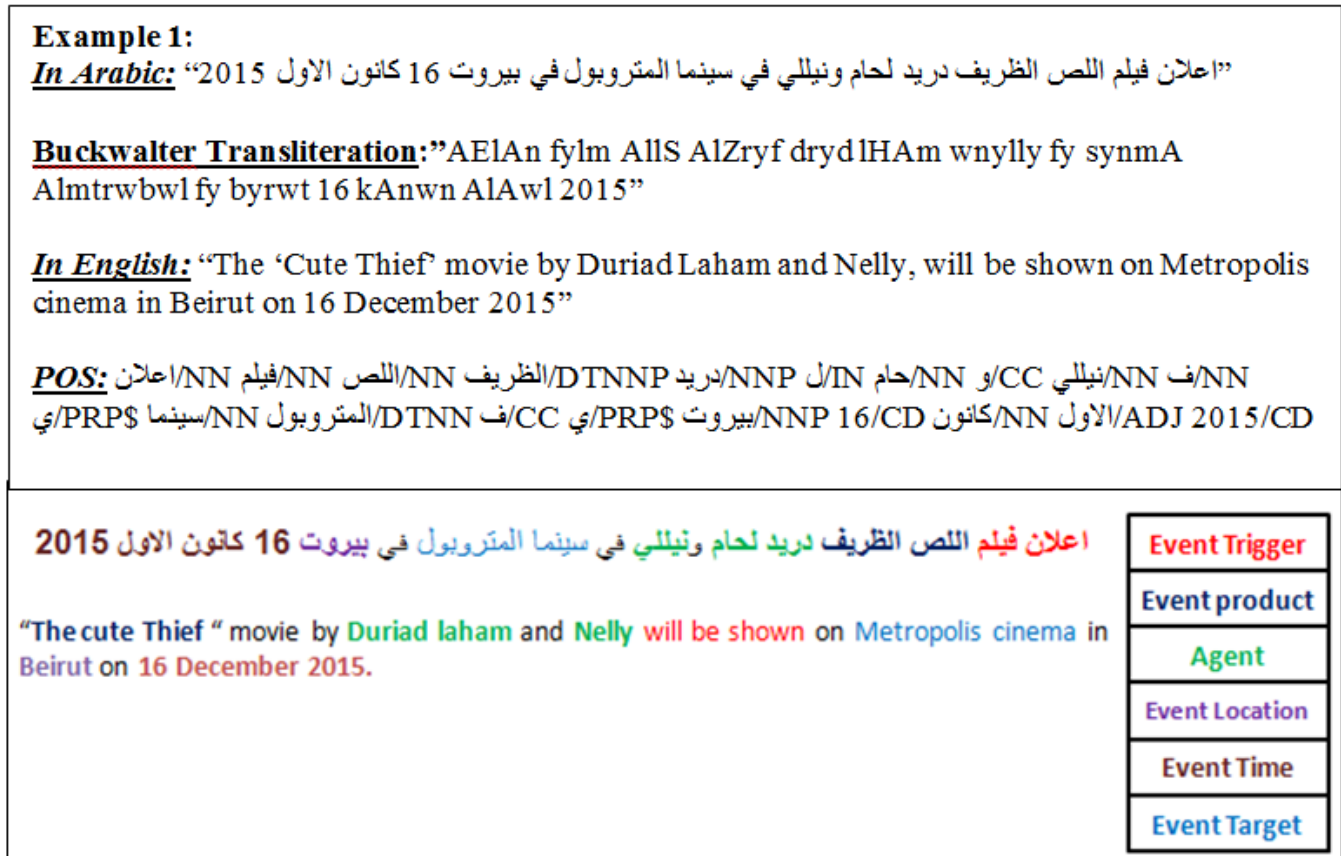 Example 1:
In Arabic: “اعلان فيلم اللص الظريف دريد لحام ونيللي في سينما المتروبول في بيروت 16 كانون الاول 2015”
Buckwalter Transliteration:”AElAn fylm AllS AlZryf dryd lHAm wnylly fy synmA
Almtrwbwl fy byrwt 16 kAnwn AlAwl 2015”
In English: “The ‘Cute Thief’ movie by Duriad Laham and Nelly, will be shown on Metropolis
cinema in Beirut on 16 December 2015”
POS: اعلان/NN فيلم/NN اللص/NN الظريف/DTNNP دريد/NNP ل/IN حام/NN و/CC نيللي/NN ف/NN
ي/PRP$ سينما/NN المتروبول/DTNN ف/CC ي/PRP$ بيروت/NNP 16/CD كانون/NN الاول/ADJ 2015/CD
اعلان فيلم اللص الظريف دريد لحام ونيللي في سينما المتروبول في بيروت 16 كانون الاول 2015
“The cute Thief “ movie by Duriad laham and Nelly will be shown on Metropolis cinema in
Beirut on 16 December 2015.
Event Trigger
Event product
Agent
Event Location
Event Time
Event Target